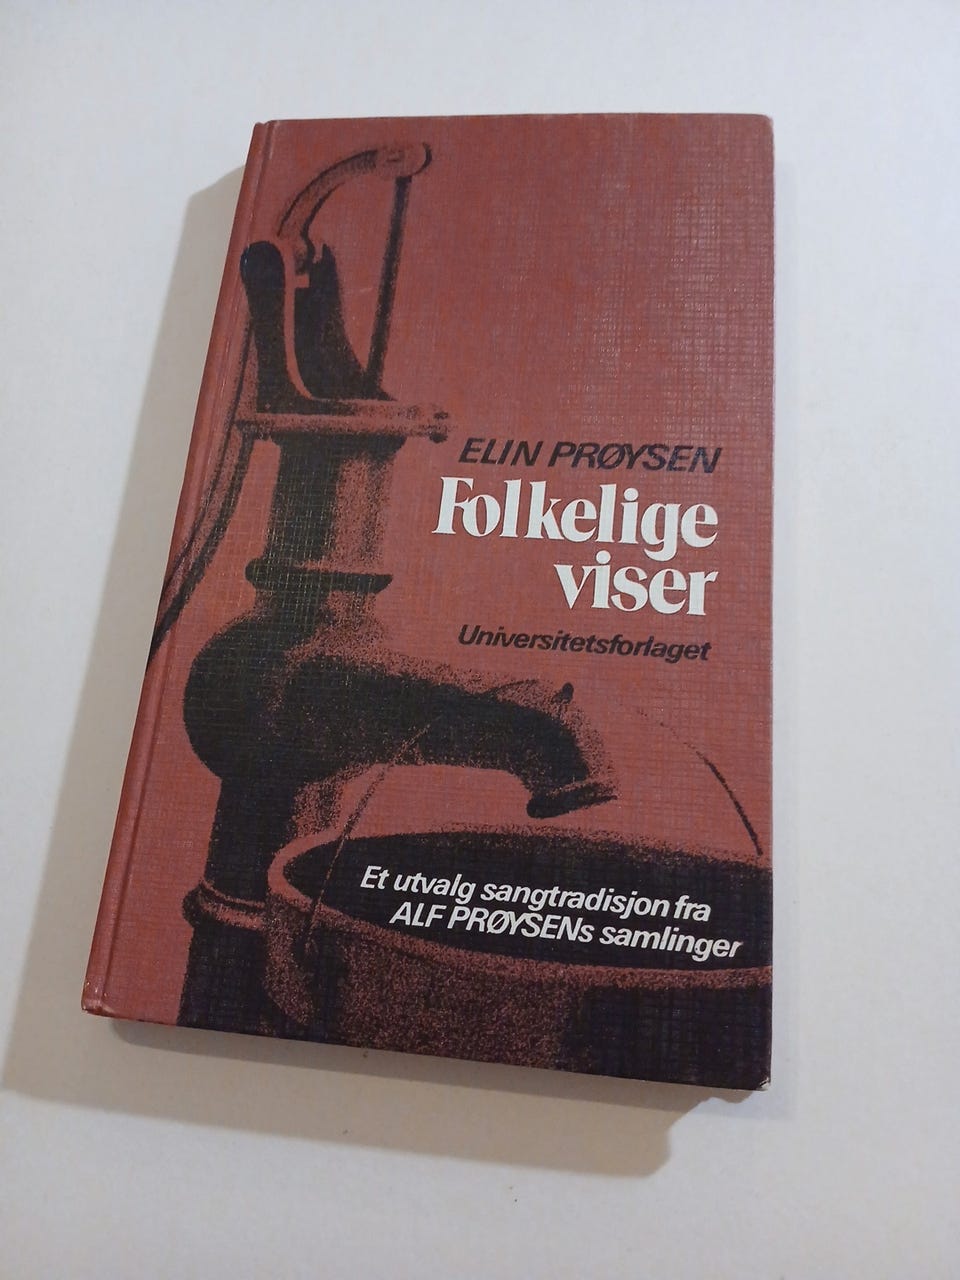 ELIN PRØYSEN
Folkelige
viser
Universitetsforlaget
Et utvalg sangtradisjon fra
ALF PRØYSENs samlinger